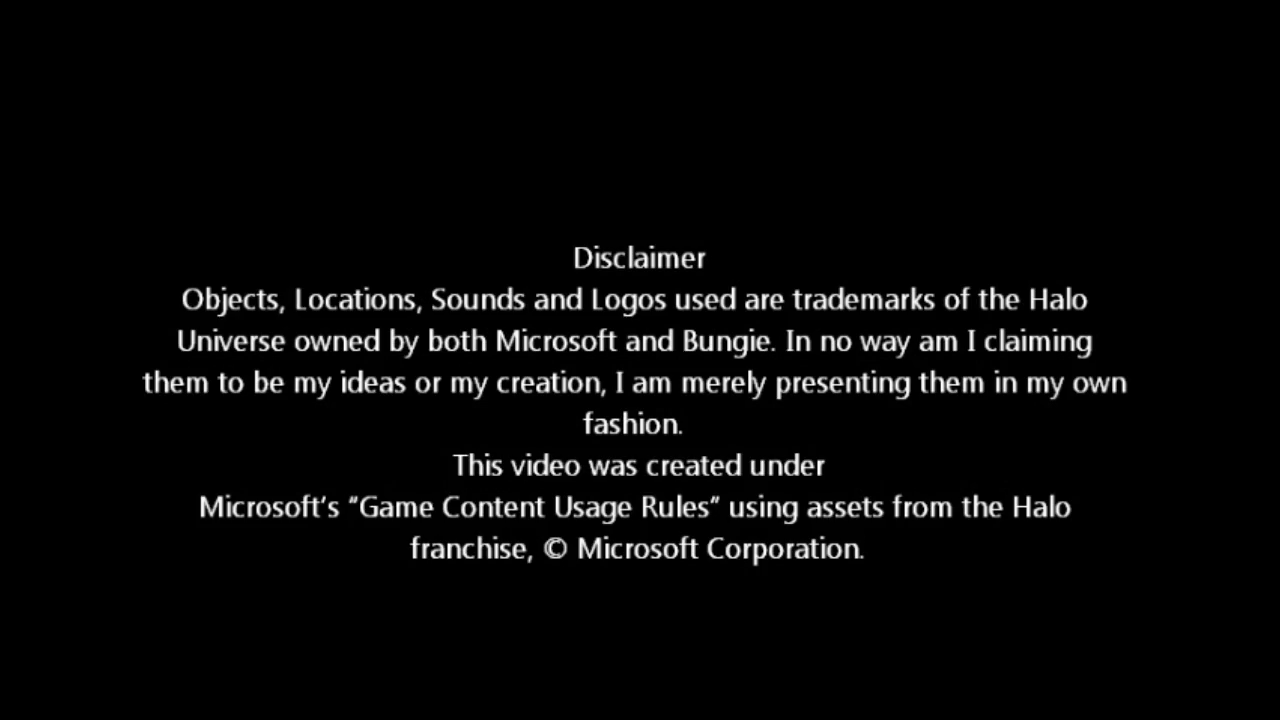 Disclaimer
Objects, Locations, Sounds and Logos used are trademarks of the Halo
Universe owned by both Microsoft and Bungie. In no way am I claiming
them to be my ideas or my creation, I am merely presenting them in my own
fashion.
This video was created under
Microsoft's “Game Content Usage Rules” using assets from the Halo
franchise, © Microsoft Corporation.